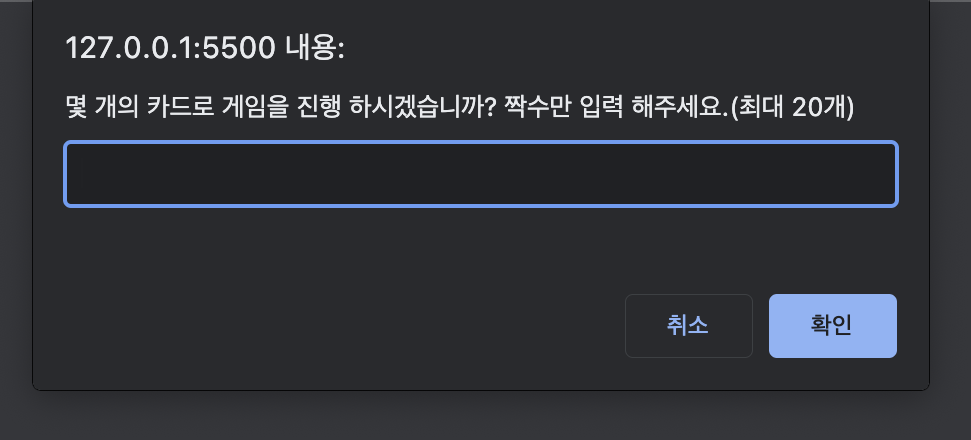 127.0.0.1:5500 내용:
몇 개의 카드로 게임을 진행 하시겠습니까? 짝수만 입력 해주세요.(최대 20개)
취소
확인